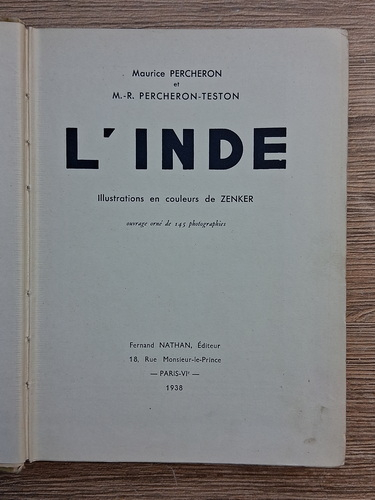 Maurice PERCHERON
et
M.-R. PERCHERON-TESTON
L'INDE
Illustrations en couleurs de ZENKER
ouvrage orné de 145 photographies
Fernand NATHAN, Éditeur
18, Rue Monsieur-le-Prince
— PARIS-VIᵉ —
1938